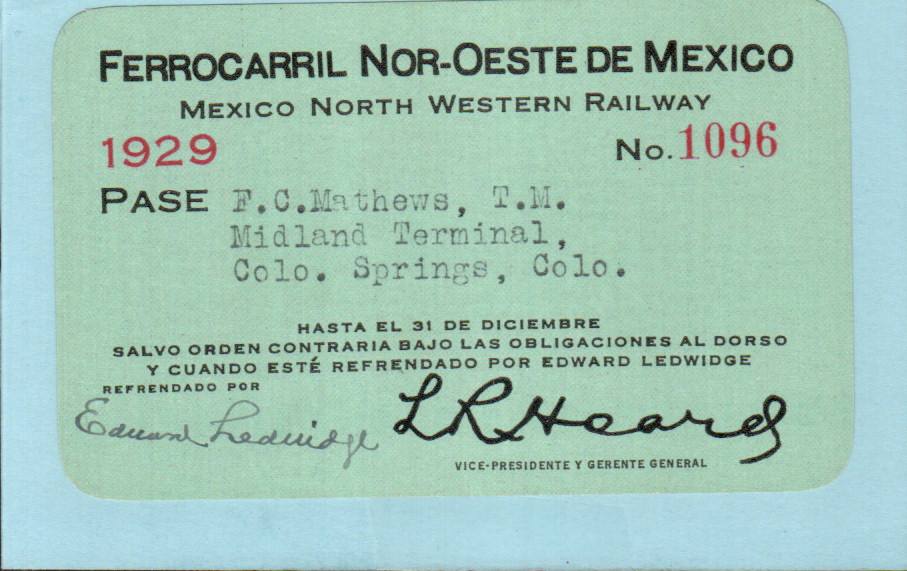 FERROCARRIL NOR-OESTE DE MEXICO
MEXICO NORTH WESTERN RAILWAY
1929 No. 1096
PASE F.C.Mathews, T.M.
Midland Terminal,
Colo. Springs, Colo.
HASTA EL 31 DE DICIEMBRE
SALVO ORDEN CONTRARIA BAJO LAS OBLIGACIONES AL DORSO
Y CUANDO ESTÉ REFRENDADO POR EDWARD LEDWIDGE
REFRENDADO POR
Edward Ledwidge L R Hoard
VICE-PRESIDENTE Y GERENTE GENERAL